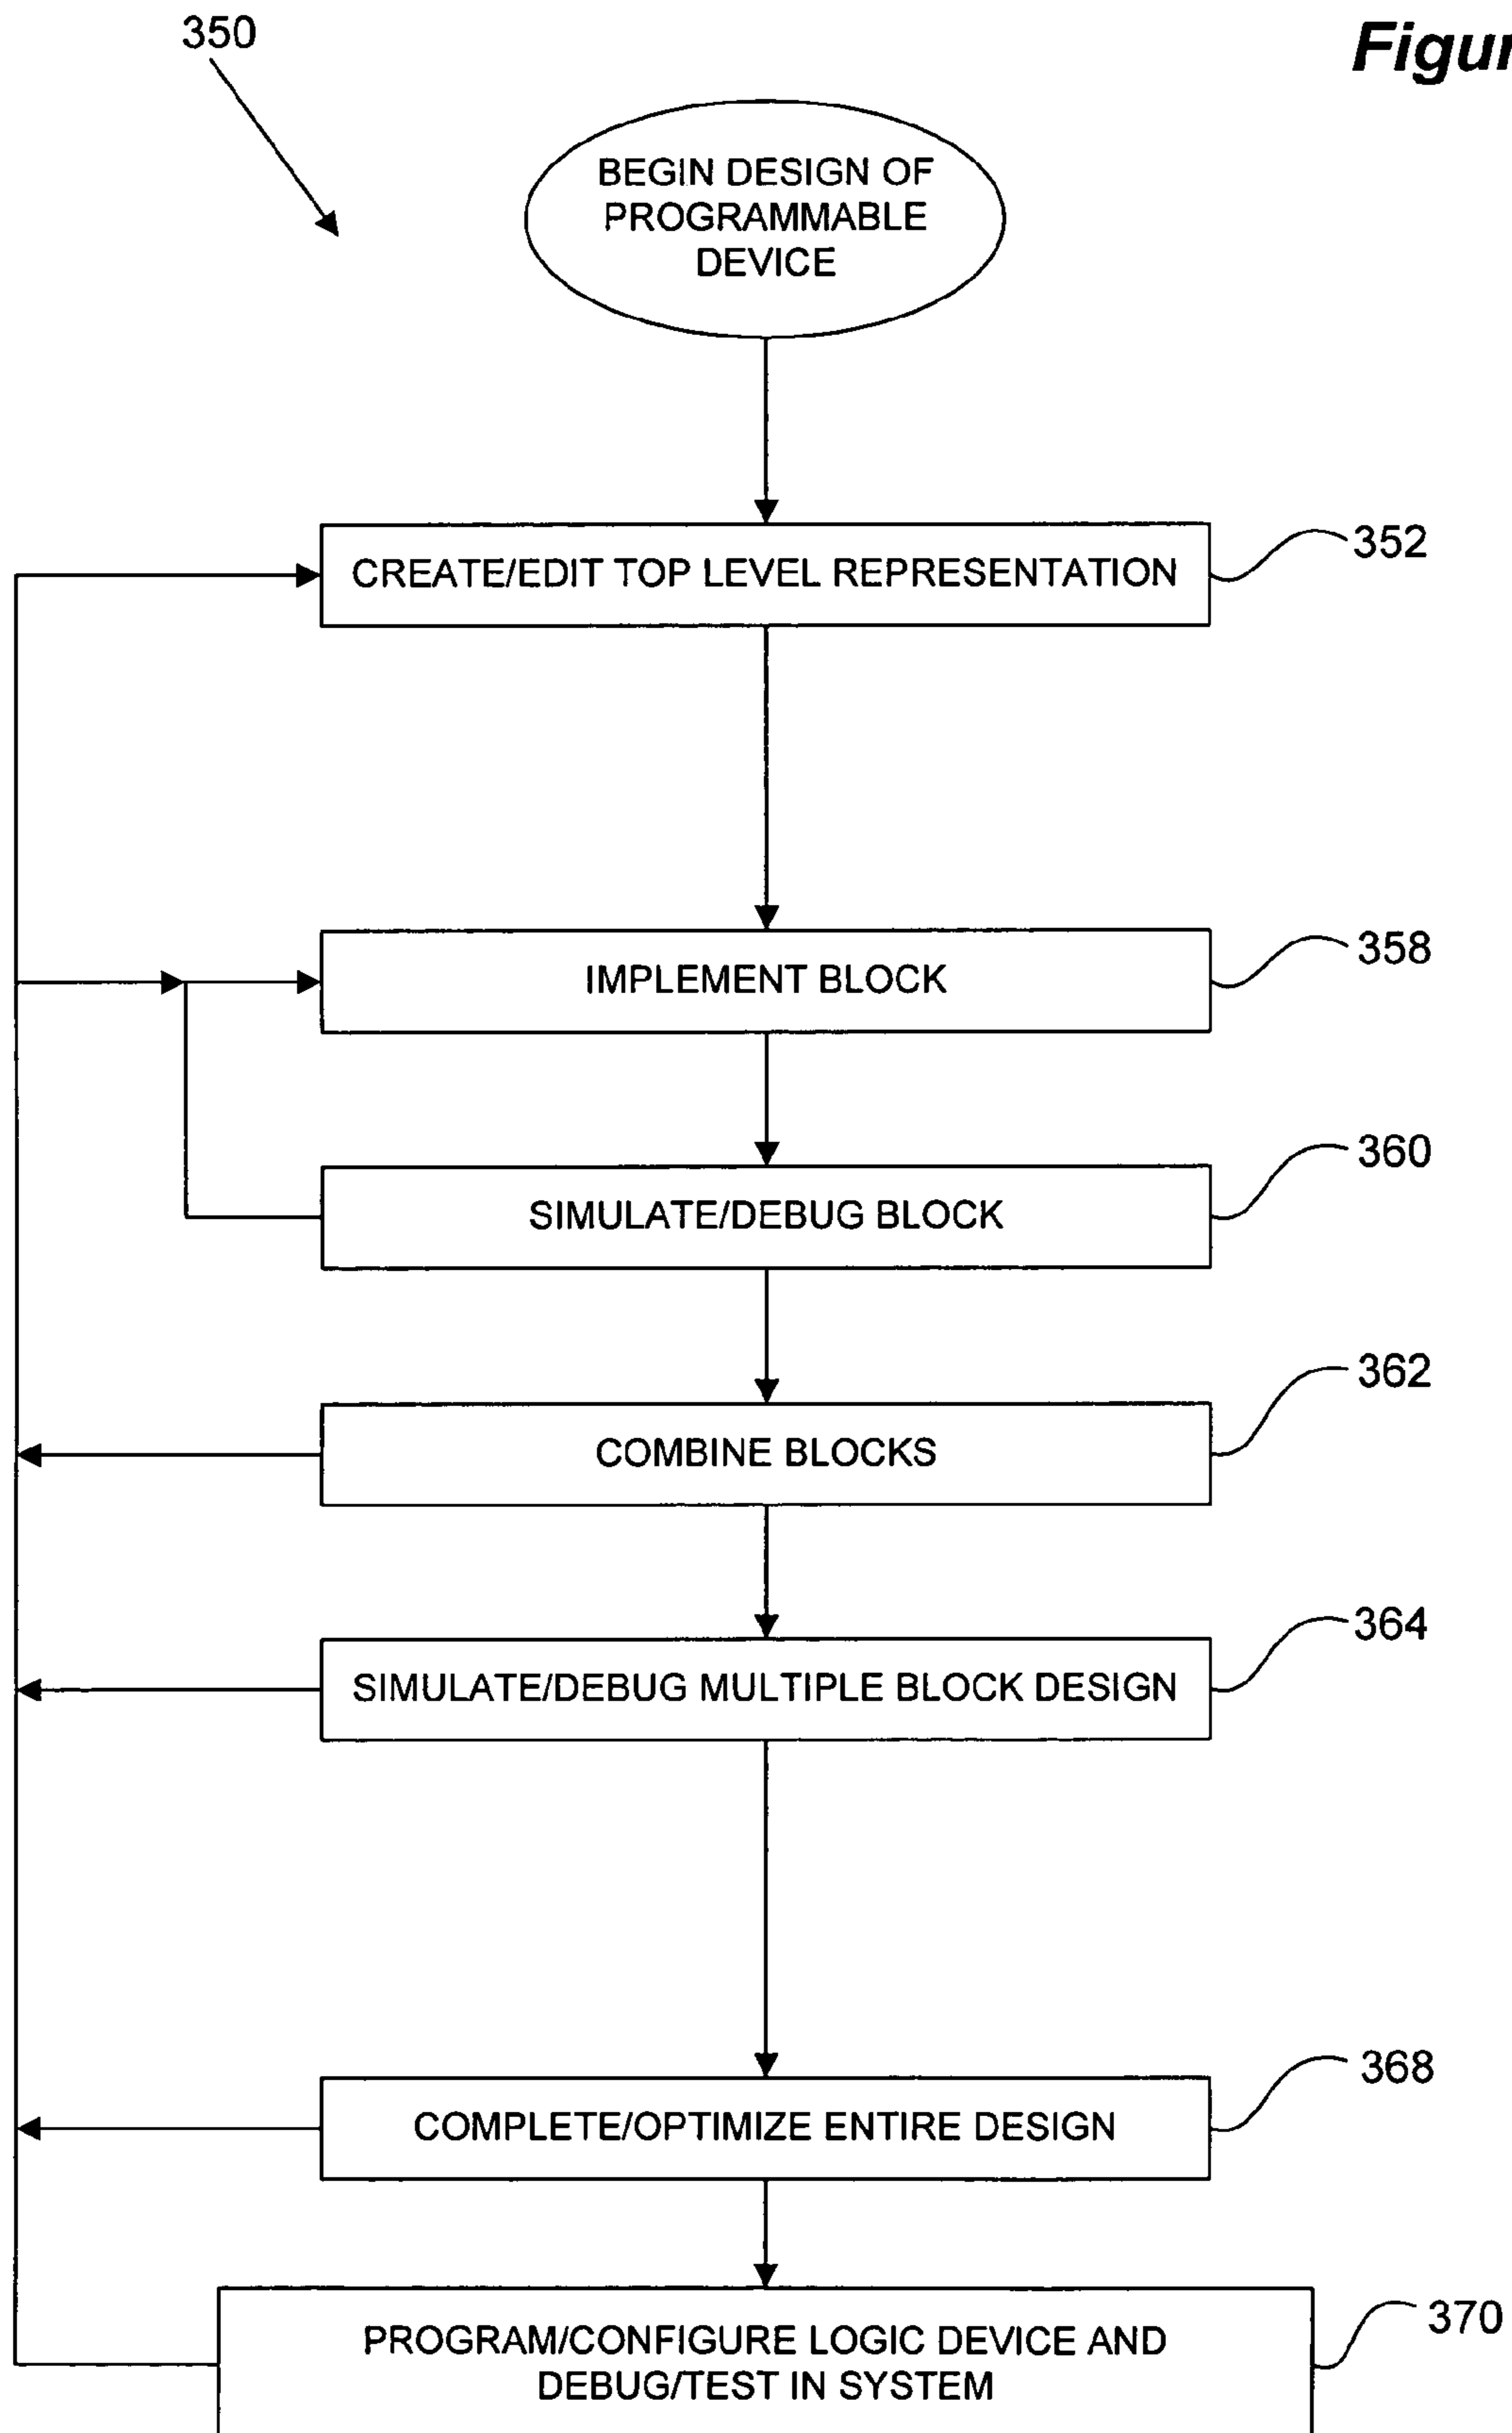 350
Figur
BEGIN DESIGN OF
PROGRAMMABLE
DEVICE
352
CREATE/EDIT TOP LEVEL REPRESENTATION
358
IMPLEMENT BLOCK
360
SIMULATE/DEBUG BLOCK
362
COMBINE BLOCKS
364
SIMULATE/DEBUG MULTIPLE BLOCK DESIGN
368
COMPLETE/OPTIMIZE ENTIRE DESIGN
370
PROGRAM/CONFIGURE LOGIC DEVICE AND
DEBUG/TEST IN SYSTEM